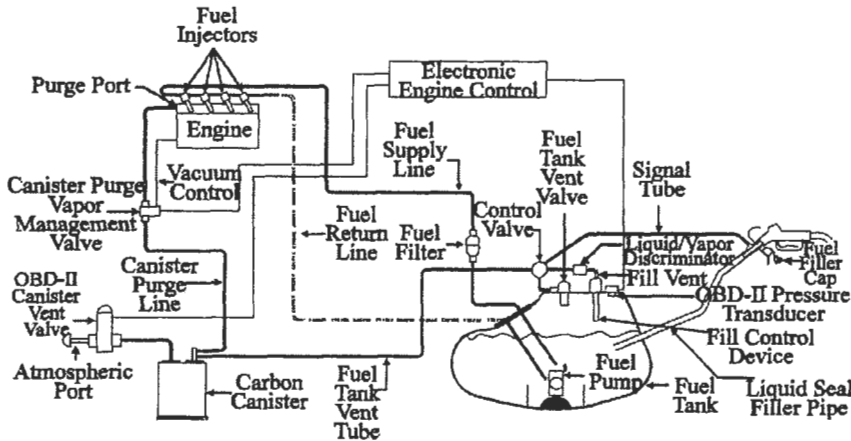 Fuel
Injectors
Purge Port
Electronic
Engine Control
Engine
Fuel
Supply
Line
Fuel
Tank
Vent
Valve
Signal
Tube
Vacuum
Control
Canister Purge
Vapor
Management
Valve
Control
Valve
Fuel
Return
Line
Fuel
Filter
Liquid/Vapor
Discriminator
Fill Vent
Fuel
Filler
Cap
Canister
Purge
Line
OBD-II
Canister
Vent
Valve
OBD-II Pressure
Transducer
Fill Control
Device
Atmospheric
Port
Carbon
Canister
Fuel
Tank
Vent
Tube
Fuel
Pump
Fuel
Tank
Liquid Seal
Filler Pipe